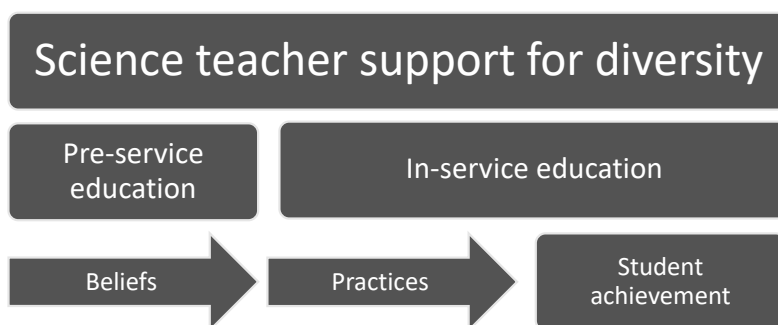 Science teacher support for diversity
Pre-service
education
In-service education
Beliefs
Practices
Student
achievement